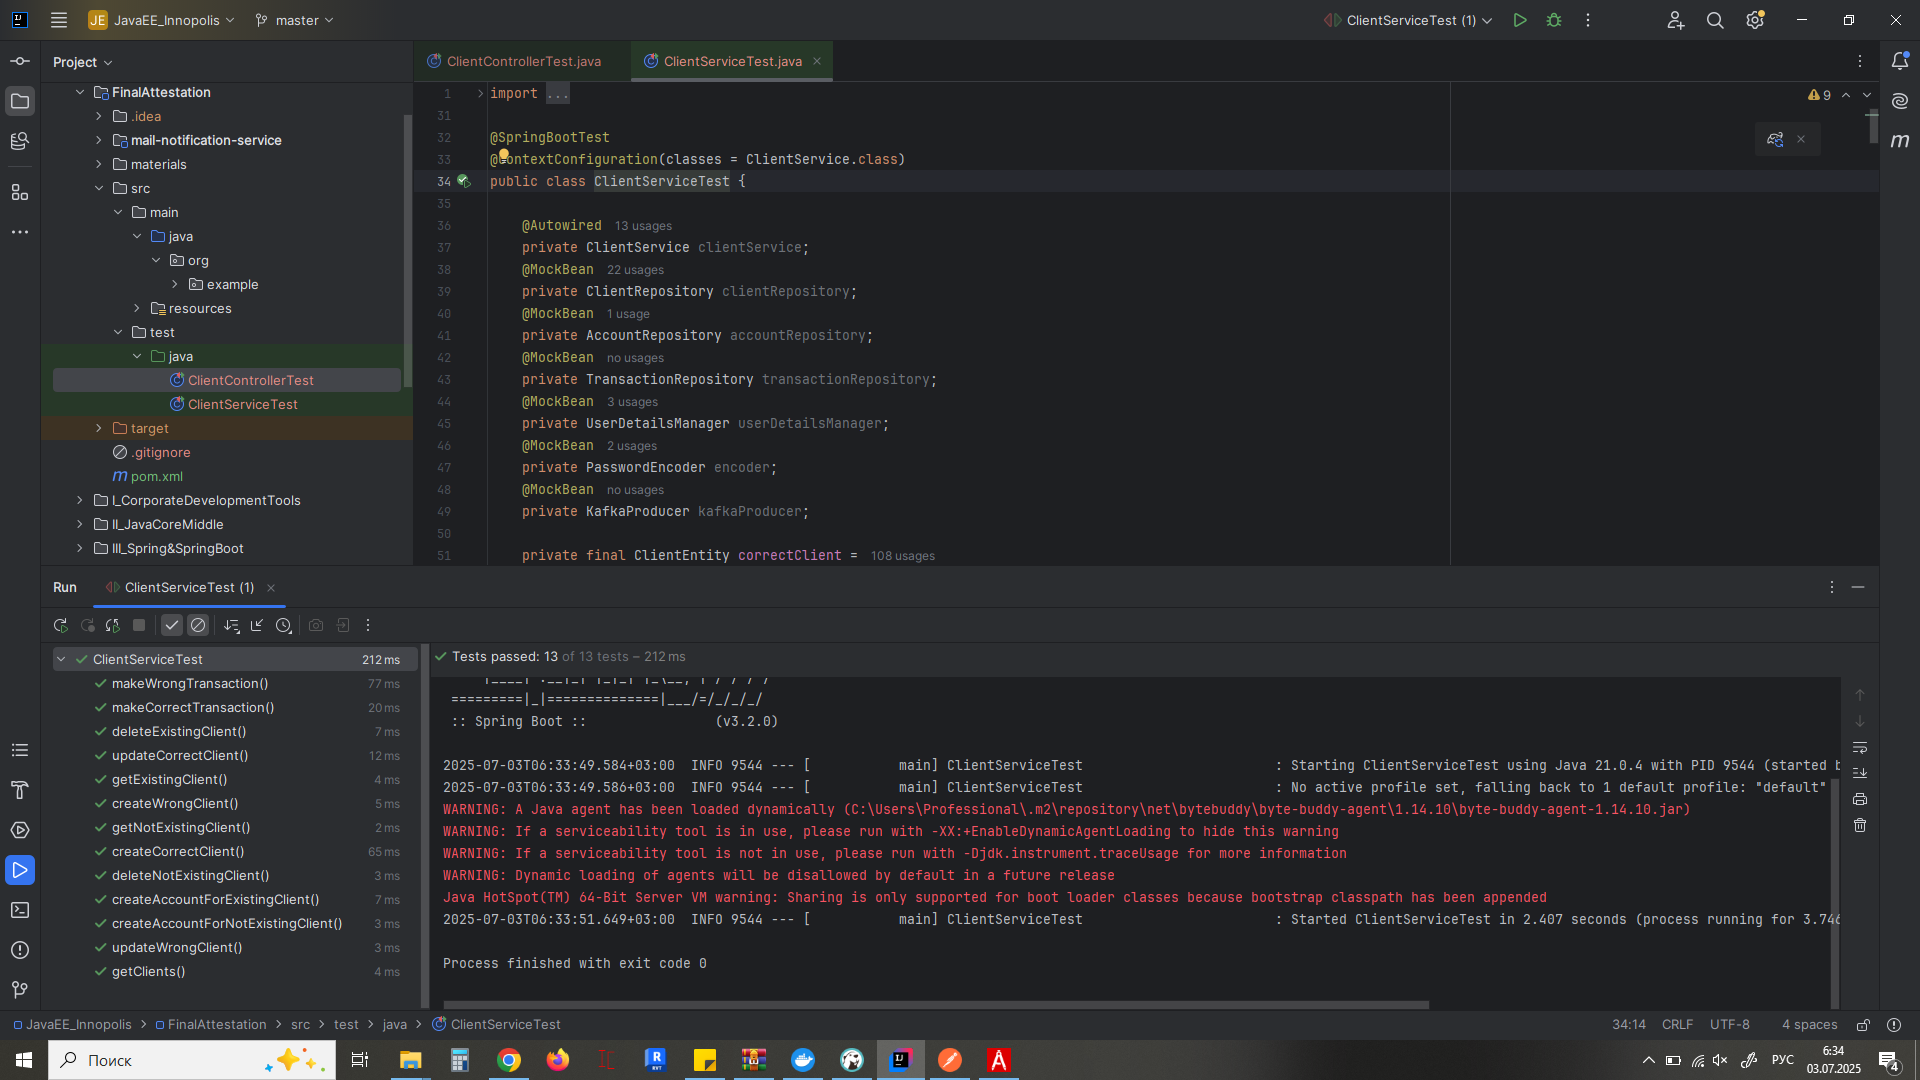 JE JavaEE_Innopolis master ClientServiceTest (1)
Project
ClientControllerTest.java ClientServiceTest.java
FinalAttestation
.idea
mail-notification-service
materials
src
main
java
org
example
resources
test
java
ClientControllerTest
ClientServiceTest
target
.gitignore
pom.xml
I_CorporateDevelopmentTools
II_JavaCoreMiddle
III_Spring&SpringBoot
9
1 import ...
31
32 @SpringBootTest
33 @ContextConfiguration(classes = ClientService.class)
34 public class ClientServiceTest {
35
36 @Autowired 13 usages
37 private ClientService clientService;
38 @MockBean 22 usages
39 private ClientRepository clientRepository;
40 @MockBean 1 usage
41 private AccountRepository accountRepository;
42 @MockBean no usages
43 private TransactionRepository transactionRepository;
44 @MockBean 3 usages
45 private UserDetailsManager userDetailsManager;
46 @MockBean 2 usages
47 private PasswordEncoder encoder;
48 @MockBean no usages
49 private KafkaProducer kafkaProducer;
50
51 private final ClientEntity correctClient = 108 usages
Run ClientServiceTest (1)
ClientServiceTest 212 ms
makeWrongTransaction() 77 ms
makeCorrectTransaction() 20 ms
deleteExistingClient() 7 ms
updateCorrectClient() 12 ms
getExistingClient() 4 ms
createWrongClient() 5 ms
getNotExistingClient() 2 ms
createCorrectClient() 65 ms
deleteNotExistingClient() 3 ms
createAccountForExistingClient() 7 ms
createAccountForNotExistingClient() 3 ms
updateWrongClient() 3 ms
getClients() 4 ms
Tests passed: 13 of 13 tests – 212 ms
=========|_|==============|___/=/_/_/_/
:: Spring Boot :: (v3.2.0)
2025-07-03T06:33:49.584+03:00 INFO 9544 --- [ main] ClientServiceTest : Starting ClientServiceTest using Java 21.0.4 with PID 9544 (started b
2025-07-03T06:33:49.586+03:00 INFO 9544 --- [ main] ClientServiceTest : No active profile set, falling back to 1 default profile: "default"
WARNING: A Java agent has been loaded dynamically (C:\Users\Professional\.m2\repository\net\bytebuddy\byte-buddy-agent\1.14.10\byte-buddy-agent-1.14.10.jar)
WARNING: If a serviceability tool is in use, please run with -XX:+EnableDynamicAgentLoading to hide this warning
WARNING: If a serviceability tool is not in use, please run with -Djdk.instrument.traceUsage for more information
WARNING: Dynamic loading of agents will be disallowed by default in a future release
Java HotSpot(TM) 64-Bit Server VM warning: Sharing is only supported for boot loader classes because bootstrap classpath has been appended
2025-07-03T06:33:51.649+03:00 INFO 9544 --- [ main] ClientServiceTest : Started ClientServiceTest in 2.407 seconds (process running for 3.746
Process finished with exit code 0
JavaEE_Innopolis > FinalAttestation > src > test > java > ClientServiceTest
34:14 CRLF UTF-8 4 spaces
Поиск
РУС
6:34
03.07.2025
4